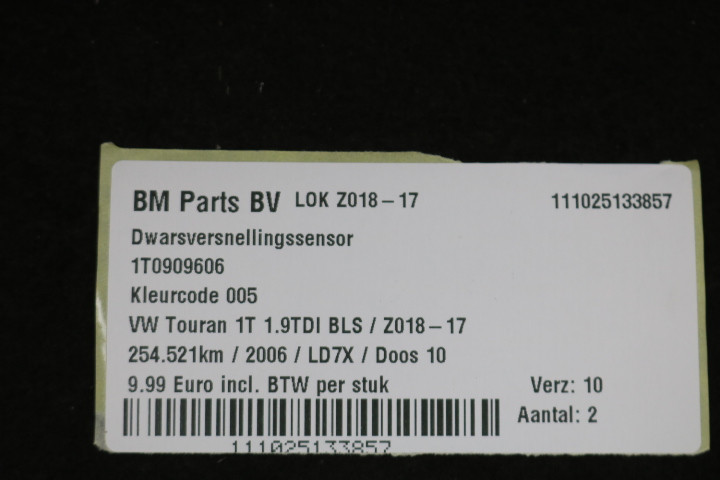 BM Parts BV LOK Z018-17 111025133857
Dwarsversnellingssensor
1T0909606
Kleurcode 005
VW Touran 1T 1.9TDI BLS / Z018-17
254.521km / 2006 / LD7X / Doos 10
9.99 Euro incl. BTW per stuk Verz: 10
Aantal: 2
111025133857